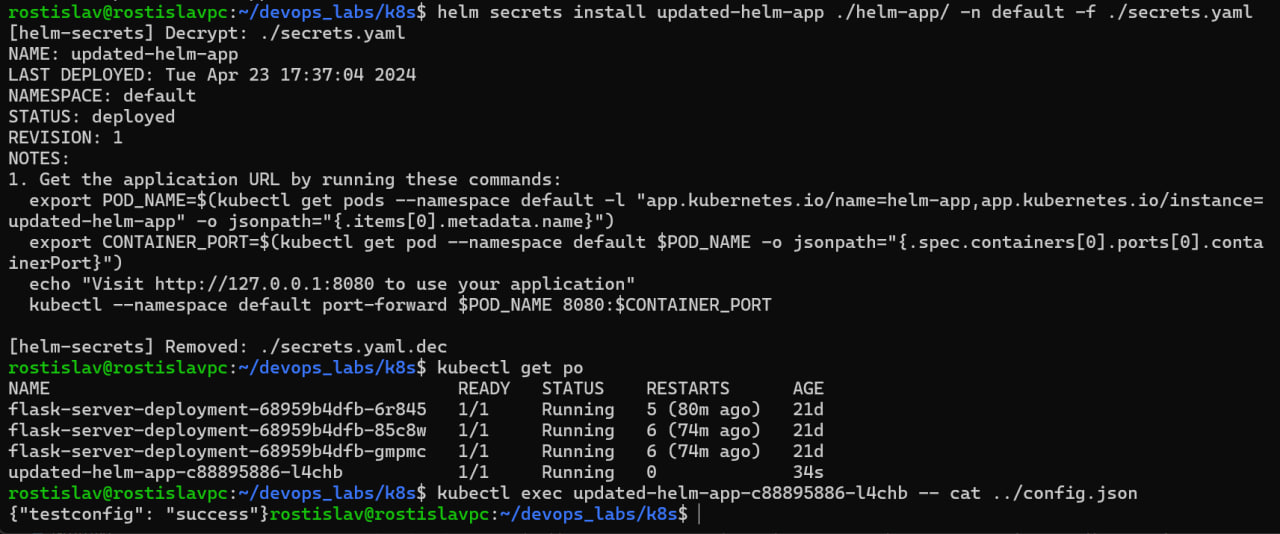 rostislav@rostislavpc:~/devops_labs/k8s$ helm secrets install updated-helm-app ./helm-app/ -n default -f ./secrets.yaml
[helm-secrets] Decrypt: ./secrets.yaml
NAME: updated-helm-app
LAST DEPLOYED: Tue Apr 23 17:37:04 2024
NAMESPACE: default
STATUS: deployed
REVISION: 1
NOTES:
1. Get the application URL by running these commands:
  export POD_NAME=$(kubectl get pods --namespace default -l "app.kubernetes.io/name=helm-app,app.kubernetes.io/instance=
updated-helm-app" -o jsonpath="{.items[0].metadata.name}")
  export CONTAINER_PORT=$(kubectl get pod --namespace default $POD_NAME -o jsonpath="{.spec.containers[0].ports[0].conta
inerPort}")
  echo "Visit http://127.0.0.1:8080 to use your application"
  kubectl --namespace default port-forward $POD_NAME 8080:$CONTAINER_PORT

[helm-secrets] Removed: ./secrets.yaml.dec
rostislav@rostislavpc:~/devops_labs/k8s$ kubectl get po
NAME                                       READY   STATUS    RESTARTS      AGE
flask-server-deployment-68959b4dfb-6r845   1/1     Running   5 (80m ago)   21d
flask-server-deployment-68959b4dfb-85c8w   1/1     Running   6 (74m ago)   21d
flask-server-deployment-68959b4dfb-gmpmc   1/1     Running   6 (74m ago)   21d
updated-helm-app-c88895886-l4chb           1/1     Running   0             34s
rostislav@rostislavpc:~/devops_labs/k8s$ kubectl exec updated-helm-app-c88895886-l4chb -- cat ../config.json
{"testconfig": "success"}rostislav@rostislavpc:~/devops_labs/k8s$